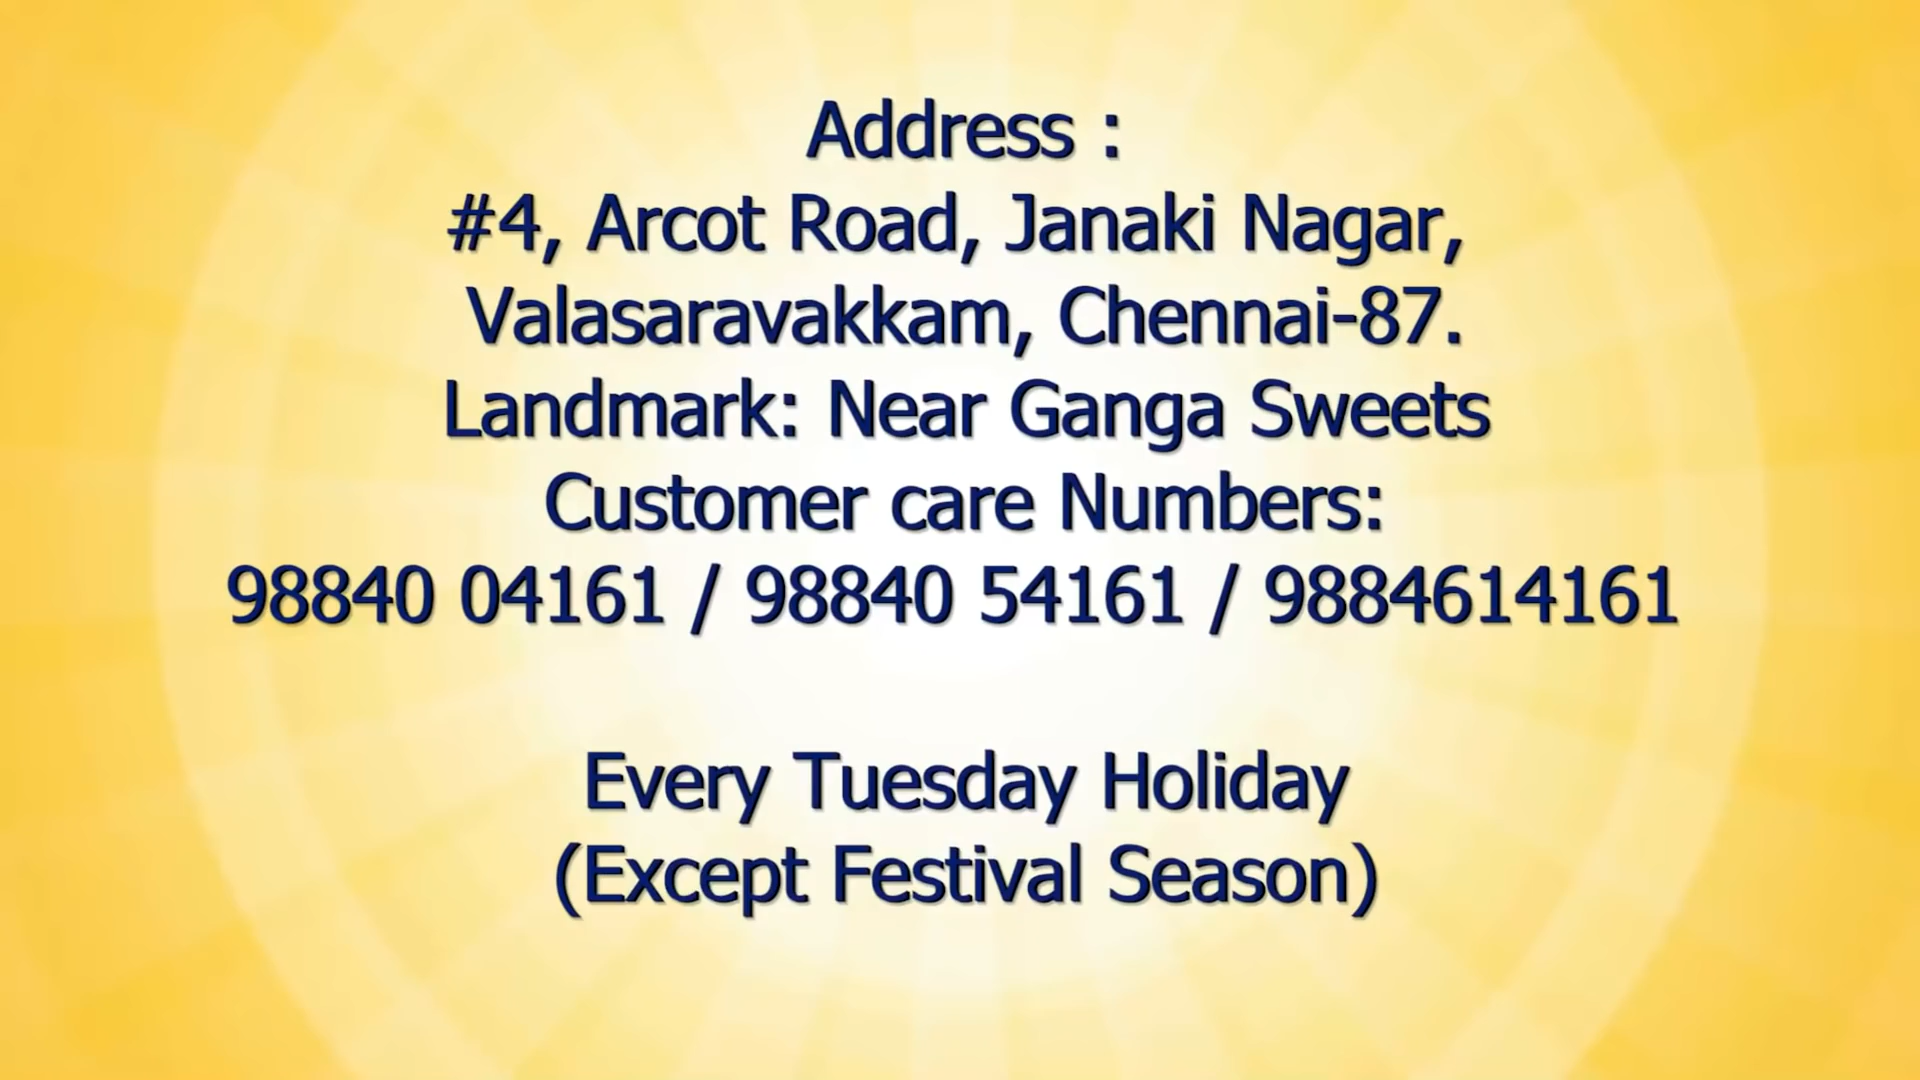 Address :
#4, Arcot Road, Janaki Nagar,
Valasaravakkam, Chennai-87.
Landmark: Near Ganga Sweets
Customer care Numbers:
98840 04161 / 98840 54161 / 9884614161
Every Tuesday Holiday
(Except Festival Season)